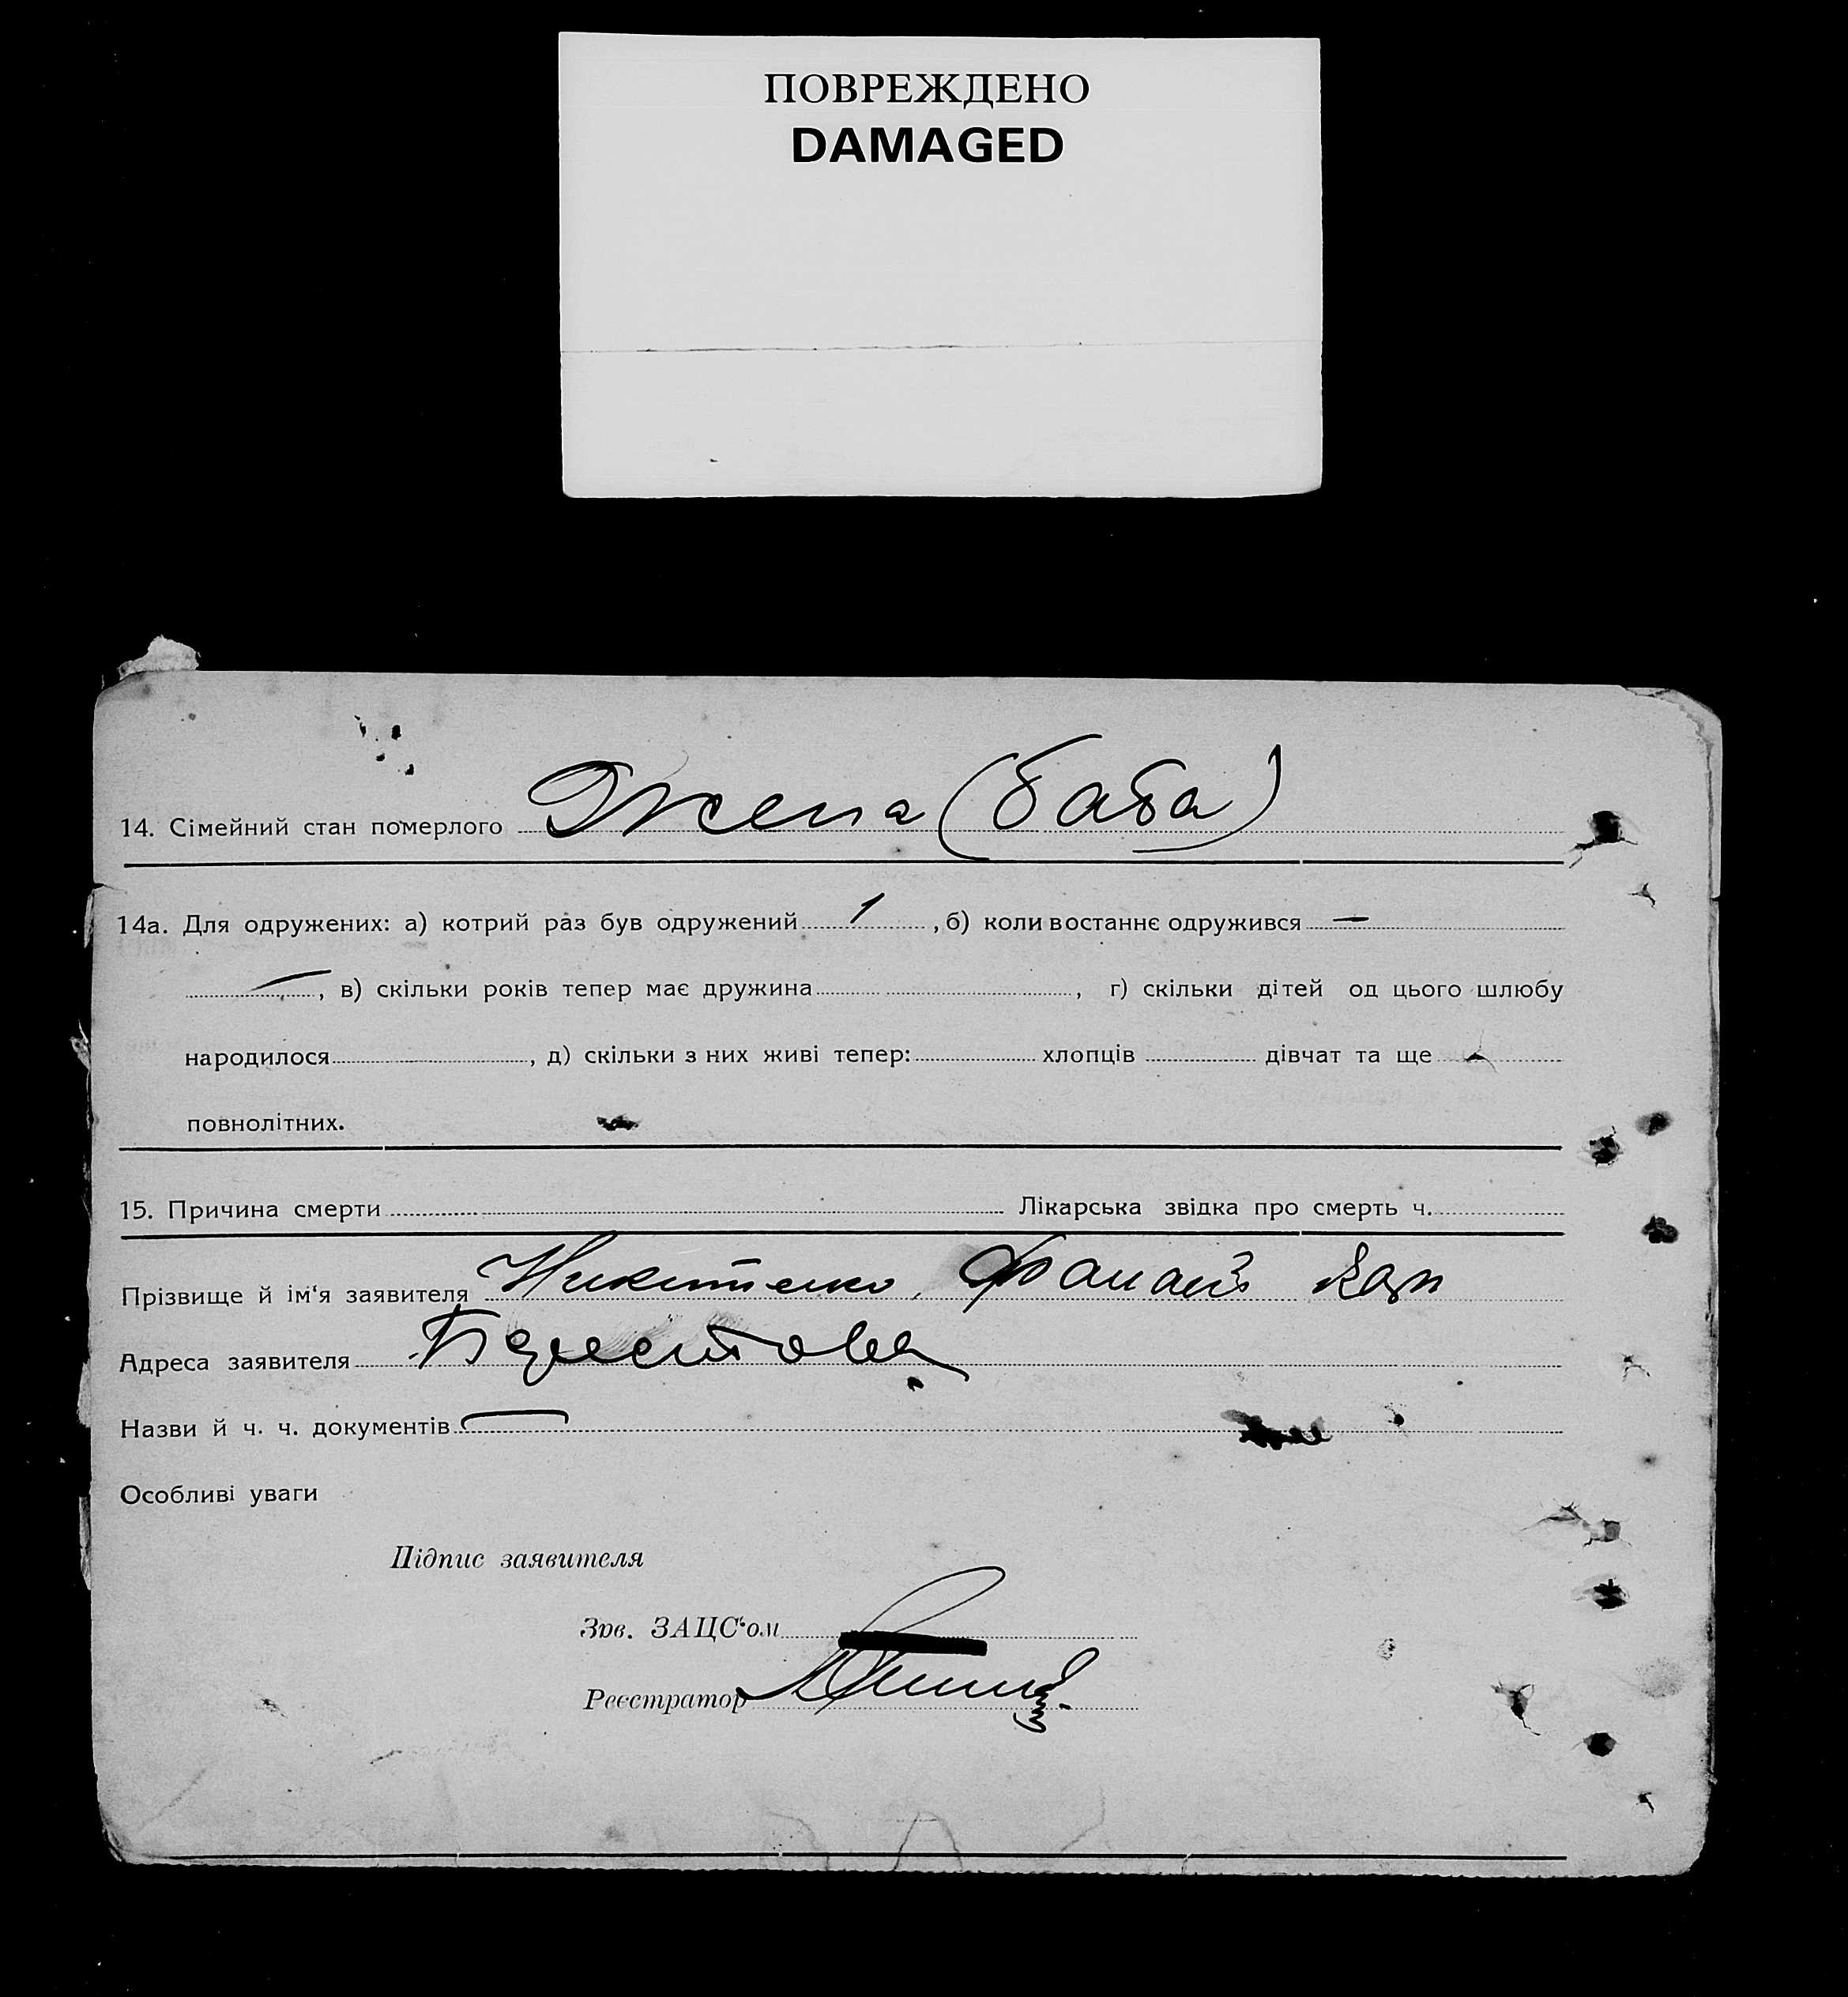 ПОВРЕЖДЕНО
DAMAGED
14. Сімейний стан померлого Жена (баба)
14а. Для одружених: а) котрий раз був одружений 1, б) коли востаннє одружився —
—, в) скільки років тепер має дружина, г) скільки дітей од цього шлюбу
народилося, д) скільки з них живі тепер: хлопців дівчат та ще
повнолітних.
15. Причина смерти Лікарська звідка про смерть ч.
Прізвище й ім‘я заявителя Никитенко
Адреса заявителя
Назви й ч. ч. документів —
Особливі уваги
Підпис заявителя
Зав. ЗАЦС‘ом
Реєстратор